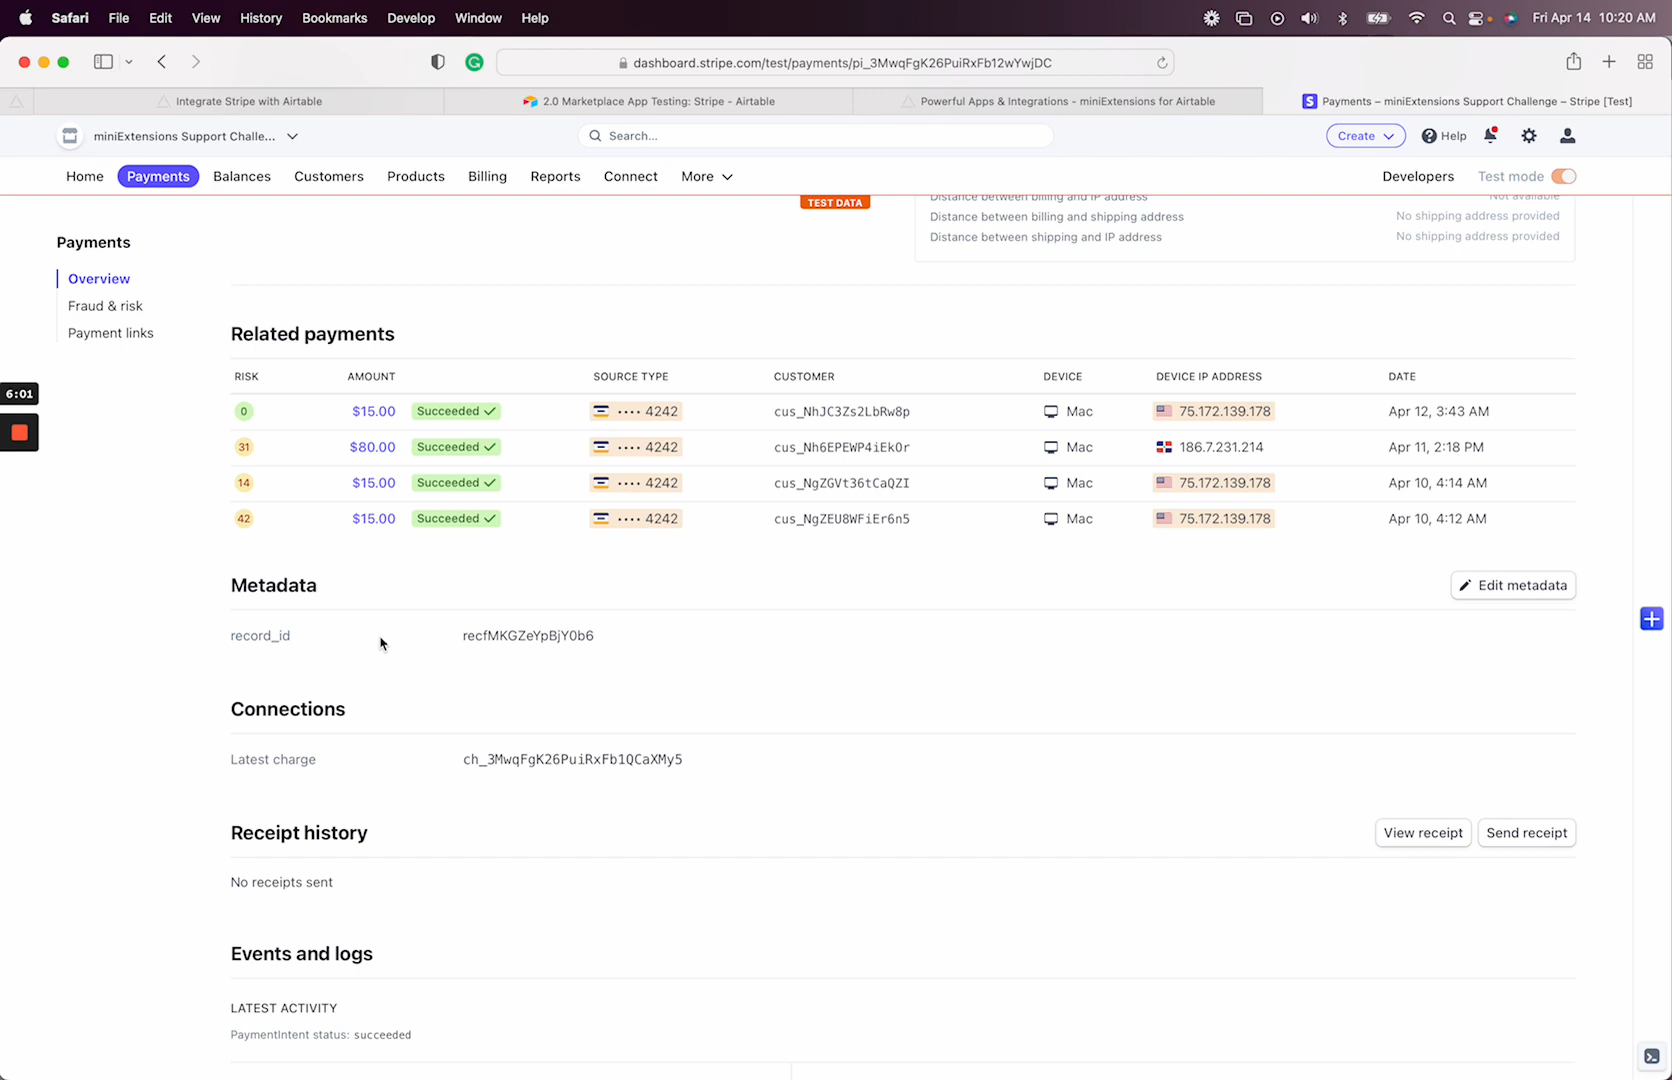 Safari File Edit View History Bookmarks Develop Window Help Fri Apr 14 10:20 AM
dashboard.stripe.com/test/payments/pi_3MwqFgK26PuiRxFb12wYwjDC
Integrate Stripe with Airtable 2.0 Marketplace App Testing: Stripe - Airtable Powerful Apps & Integrations - miniExtensions for Airtable Payments – miniExtensions Support Challenge – Stripe [Test]
miniExtensions Support Challe... Search... Create Help
Home Payments Balances Customers Products Billing Reports Connect More Developers Test mode
TEST DATA
Distance between billing and IP address Not available
Distance between billing and shipping address No shipping address provided
Distance between shipping and IP address No shipping address provided
Payments
Overview
Fraud & risk
Payment links
6:01
Related payments
RISK AMOUNT SOURCE TYPE CUSTOMER DEVICE DEVICE IP ADDRESS DATE
0 $15.00 Succeeded •••• 4242 cus_NhJC3Zs2LbRw8p Mac 75.172.139.178 Apr 12, 3:43 AM
31 $80.00 Succeeded •••• 4242 cus_Nh6EPEWP4iEkOr Mac 186.7.231.214 Apr 11, 2:18 PM
14 $15.00 Succeeded •••• 4242 cus_NgZGVt36tCaQZI Mac 75.172.139.178 Apr 10, 4:14 AM
42 $15.00 Succeeded •••• 4242 cus_NgZEU8WFiEr6n5 Mac 75.172.139.178 Apr 10, 4:12 AM
Metadata Edit metadata
record_id recfMKGZeYpBjY0b6
Connections
Latest charge ch_3MwqFgK26PuiRxFb1QCaXMy5
Receipt history View receipt Send receipt
No receipts sent
Events and logs
LATEST ACTIVITY
PaymentIntent status: succeeded